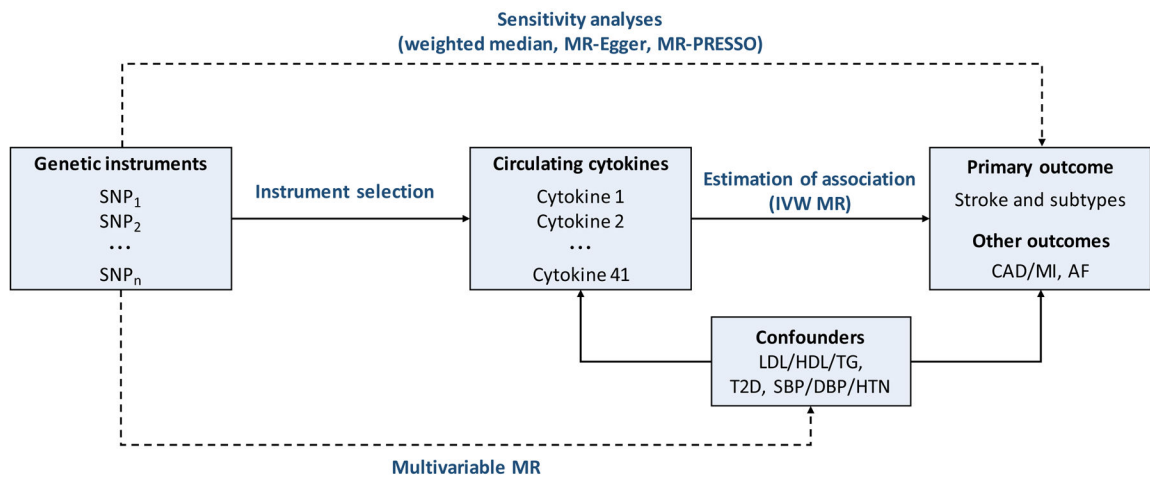 Sensitivity analyses
(weighted median, MR-Egger, MR-PRESSO)
Genetic instruments
SNP₁
SNP₂
...
SNPₙ
Instrument selection
Circulating cytokines
Cytokine 1
Cytokine 2
...
Cytokine 41
Estimation of association
(IVW MR)
Primary outcome
Stroke and subtypes
Other outcomes
CAD/MI, AF
Confounders
LDL/HDL/TG,
T2D, SBP/DBP/HTN
Multivariable MR